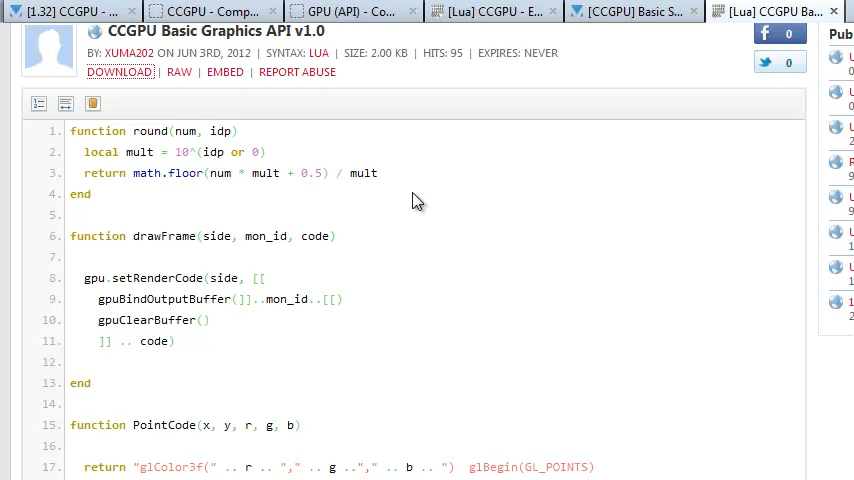 [1.32] CCGPU - ...
CCGPU - Comp...
GPU (API) - Co...
[Lua] CCGPU - E...
[CCGPU] Basic S...
[Lua] CCGPU Ba...
CCGPU Basic Graphics API v1.0
BY: XUMA202 ON JUN 3RD, 2012 | SYNTAX: LUA | SIZE: 2.00 KB | HITS: 95 | EXPIRES: NEVER
DOWNLOAD | RAW | EMBED | REPORT ABUSE
0
0
Pub
1. function round(num, idp)
2. local mult = 10^(idp or 0)
3. return math.floor(num * mult + 0.5) / mult
4. end
5.
6. function drawFrame(side, mon_id, code)
7.
8. gpu.setRenderCode(side, [[
9. gpuBindOutputBuffer(]]..mon_id..[[)
10. gpuClearBuffer()
11. ]] .. code)
12.
13. end
14.
15. function PointCode(x, y, r, g, b)
16.
17. return "glColor3f(" .. r .. "," .. g .."," .. b .. ")  glBegin(GL_POINTS)